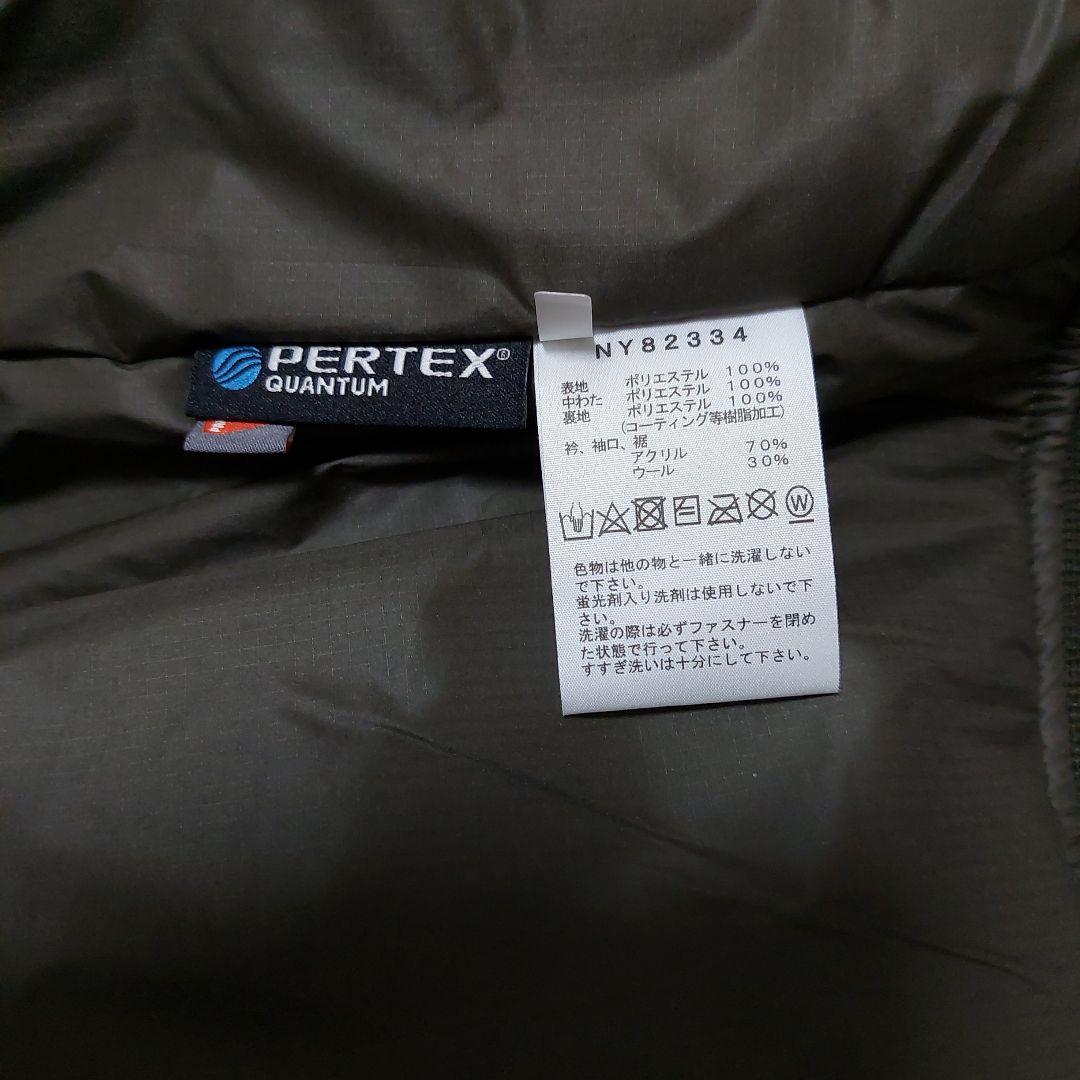 PERTEX®
QUANTUM
NY82334
表地 ポリエステル 100%
中わた ポリエステル 100%
裏地 ポリエステル 100%
(コーティング等樹脂加工)
衿、袖口、裾
アクリル 70%
ウール 30%
W
色物は他の物と一緒に洗濯しない
で下さい。
蛍光剤入り洗剤は使用しないで下
さい。
洗濯の際は必ずファスナーを閉め
た状態で行って下さい。
すすぎ洗いは十分にして下さい。